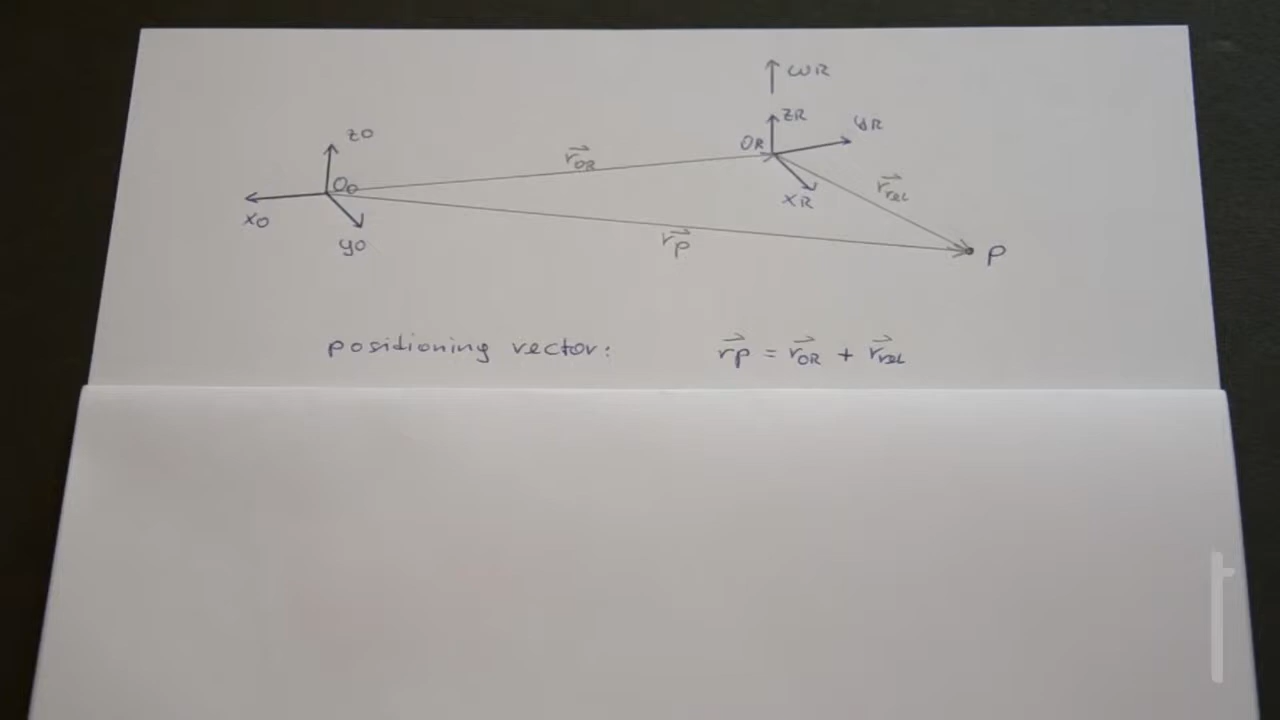 ωR
zR
yR
OR
xR
r⃗OR
r⃗rel
zO
OO
xO
yO
r⃗P
P
positioning vector: r⃗P = r⃗OR + r⃗rel